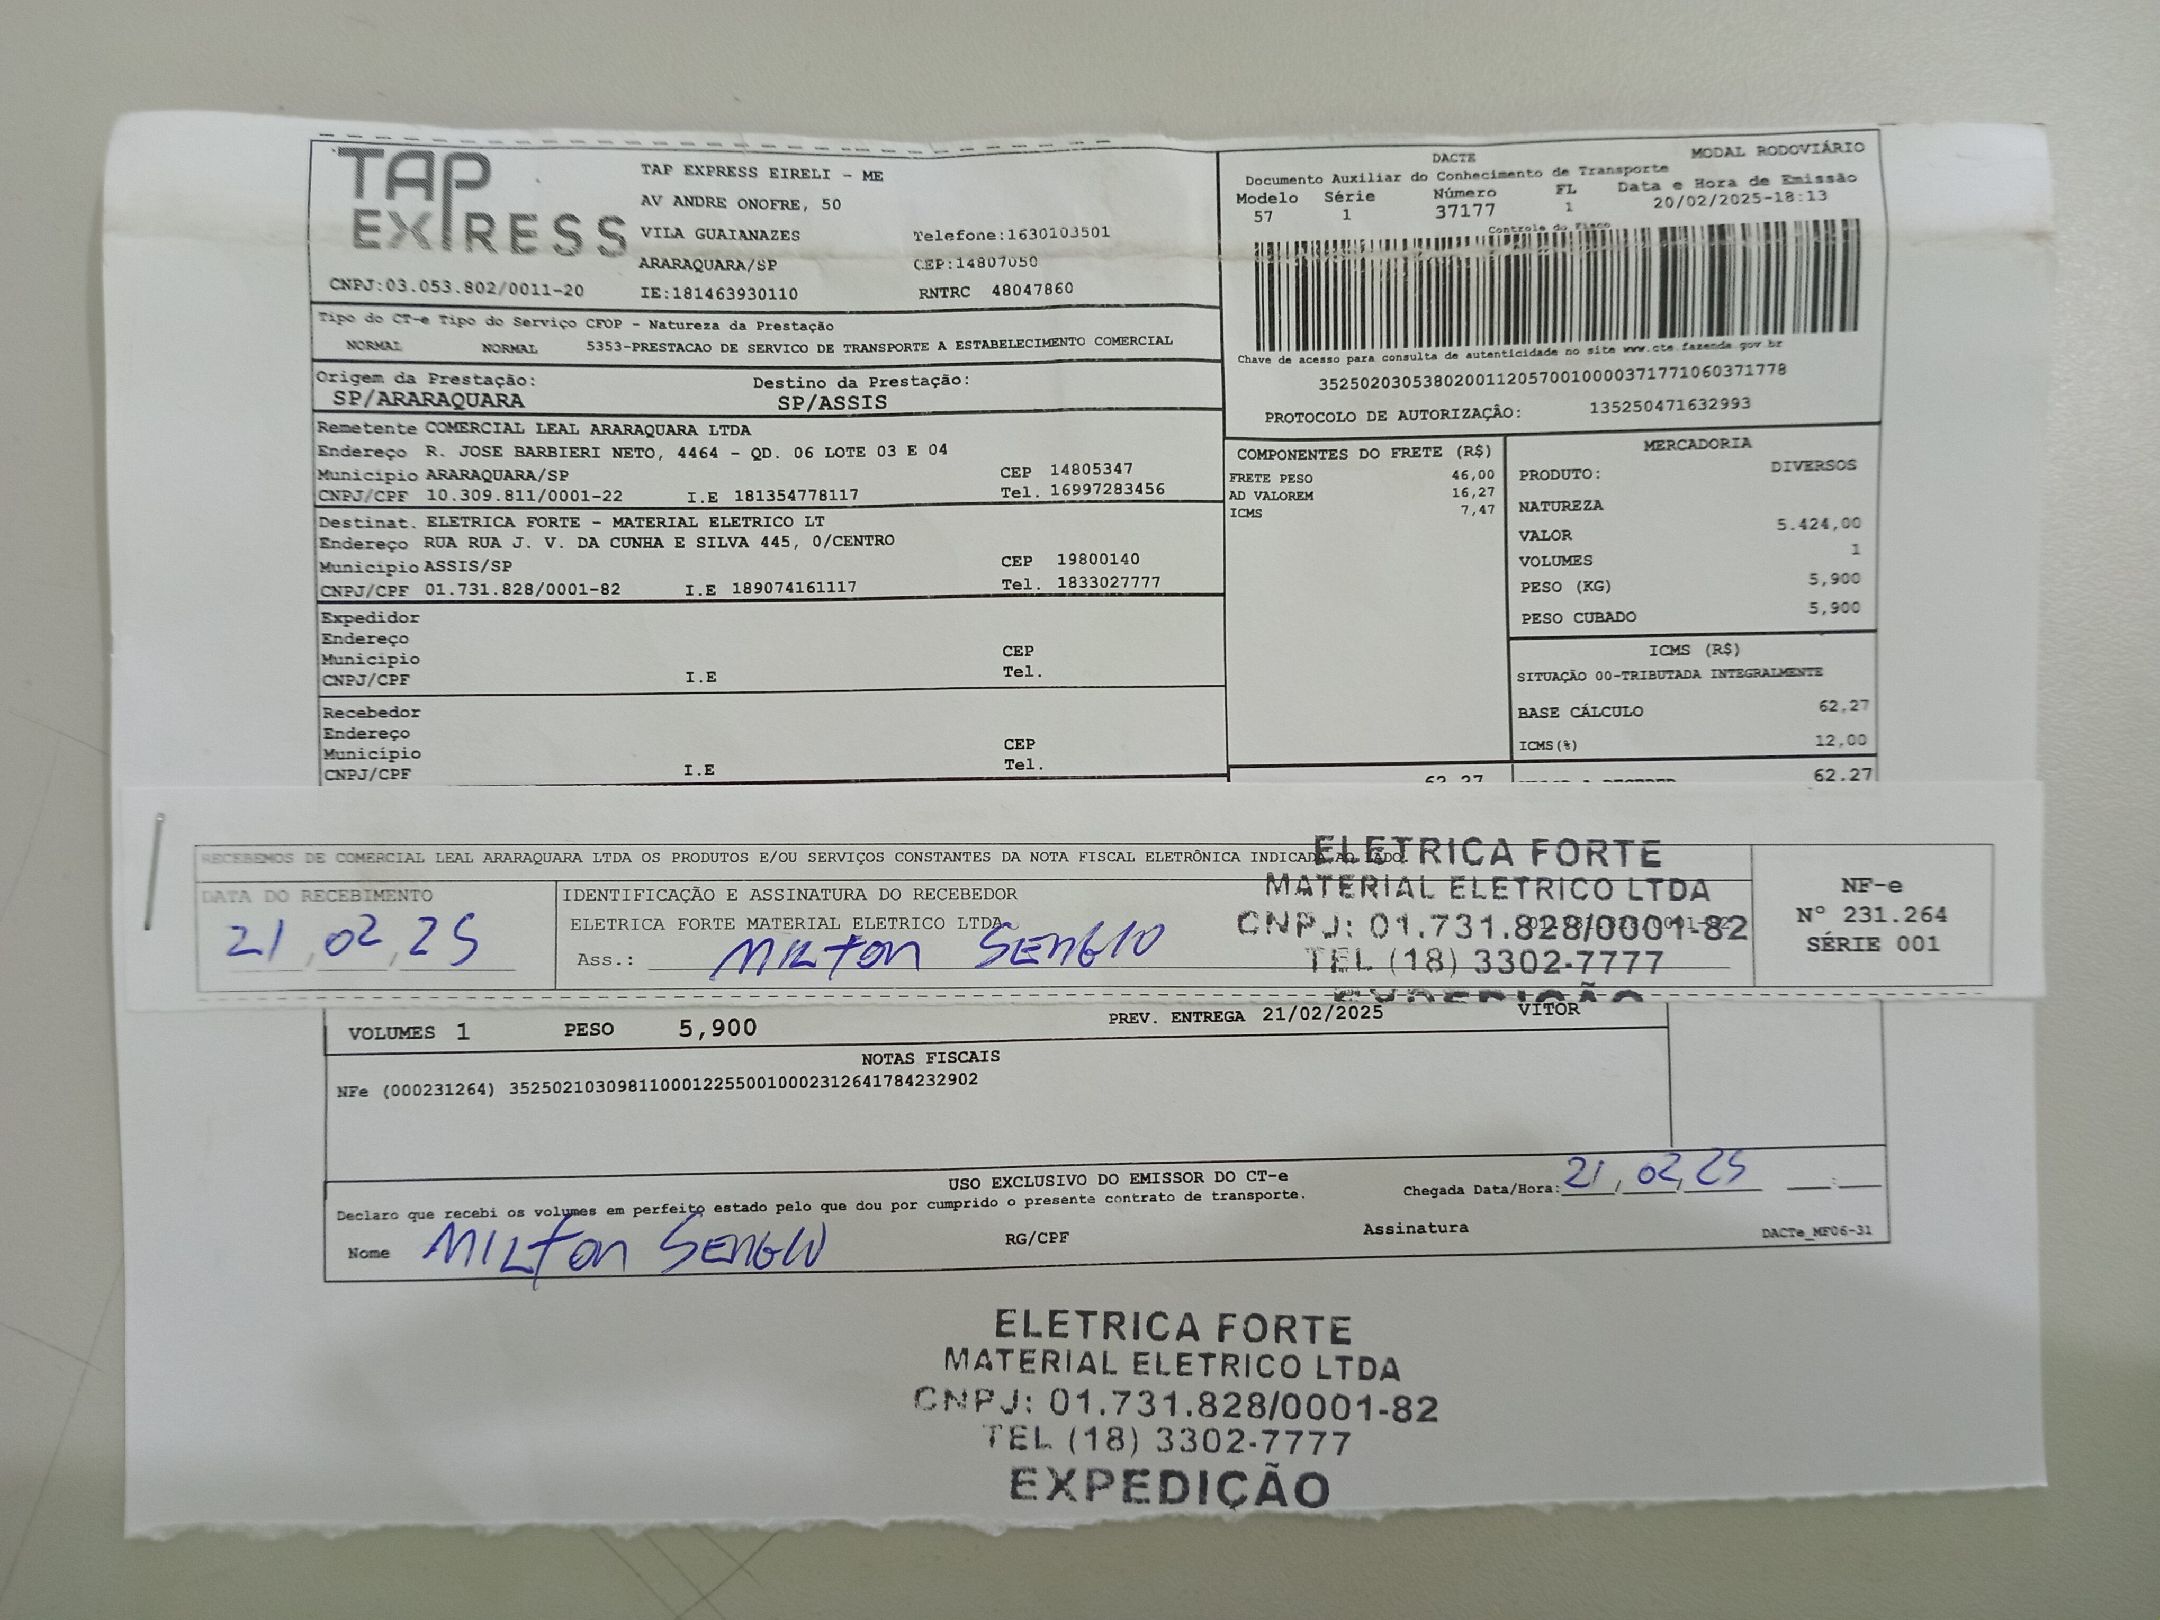 TAP EXPRESS
TAP EXPRESS EIRELI - ME
AV ANDRE ONOFRE, 50
VILA GUAIANAZES Telefone:1630103501
ARARAQUARA/SP CEP:14807050
CNPJ:03.053.802/0011-20 IE:181463930110 RNTRC 48047860
DACTE MODAL RODOVIÁRIO
Documento Auxiliar do Conhecimento de Transporte
Modelo Série Número FL Data e Hora de Emissão
57 1 37177 1 20/02/2025-18:13
Controle do Fisco
Chave de acesso para consulta de autenticidade no site www.cte.fazenda.gov.br
35250203053802001120570010000371771060371778
PROTOCOLO DE AUTORIZAÇÂO: 135250471632993
Tipo do CT-e Tipo do Serviço CFOP - Natureza da Prestação
NORMAL NORMAL 5353-PRESTACAO DE SERVICO DE TRANSPORTE A ESTABELECIMENTO COMERCIAL
Origem da Prestação: Destino da Prestação:
SP/ARARAQUARA SP/ASSIS
Remetente COMERCIAL LEAL ARARAQUARA LTDA
Endereço R. JOSE BARBIERI NETO, 4464 - QD. 06 LOTE 03 E 04
Município ARARAQUARA/SP CEP 14805347
CNPJ/CPF 10.309.811/0001-22 I.E 181354778117 Tel. 16997283456
Destinat. ELETRICA FORTE - MATERIAL ELETRICO LT
Endereço RUA RUA J. V. DA CUNHA E SILVA 445, 0/CENTRO
Município ASSIS/SP CEP 19800140
CNPJ/CPF 01.731.828/0001-82 I.E 189074161117 Tel. 1833027777
Expedidor
Endereço
Município CEP
CNPJ/CPF I.E Tel.
Recebedor
Endereço
Município CEP
CNPJ/CPF I.E Tel.
COMPONENTES DO FRETE (R$)
FRETE PESO 46,00
AD VALOREM 16,27
ICMS 7,47
62,27
MERCADORIA
PRODUTO: DIVERSOS
NATUREZA
VALOR 5.424,00
VOLUMES 1
PESO (KG) 5,900
PESO CUBADO 5,900
ICMS (R$)
SITUAÇÃO 00-TRIBUTADA INTEGRALMENTE
BASE CÁLCULO 62,27
ICMS(%) 12,00
62,27
RECEBEMOS DE COMERCIAL LEAL ARARAQUARA LTDA OS PRODUTOS E/OU SERVIÇOS CONSTANTES DA NOTA FISCAL ELETRÔNICA INDICADA AO LADO.
DATA DO RECEBIMENTO IDENTIFICAÇÃO E ASSINATURA DO RECEBEDOR
21,02,25
ELETRICA FORTE MATERIAL ELETRICO LTDA
Ass.: MILTON SERGIO
ELETRICA FORTE
MATERIAL ELETRICO LTDA
CNPJ: 01.731.828/0001-82
TEL (18) 3302-7777
EXPEDIÇÃO
NF-e
Nº 231.264
SÉRIE 001
VOLUMES 1 PESO 5,900 PREV. ENTREGA 21/02/2025 VITOR
NOTAS FISCAIS
NFe (000231264) 35250210309811000122550010002312641784232902
USO EXCLUSIVO DO EMISSOR DO CT-e
Declaro que recebi os volumes em perfeito estado pelo que dou por cumprido o presente contrato de transporte.
Chegada Data/Hora: 21/02/25 :
Nome MILTON SERGIO RG/CPF Assinatura
DACTe_MF06-31
ELETRICA FORTE
MATERIAL ELETRICO LTDA
CNPJ: 01.731.828/0001-82
TEL (18) 3302-7777
EXPEDIÇÃO